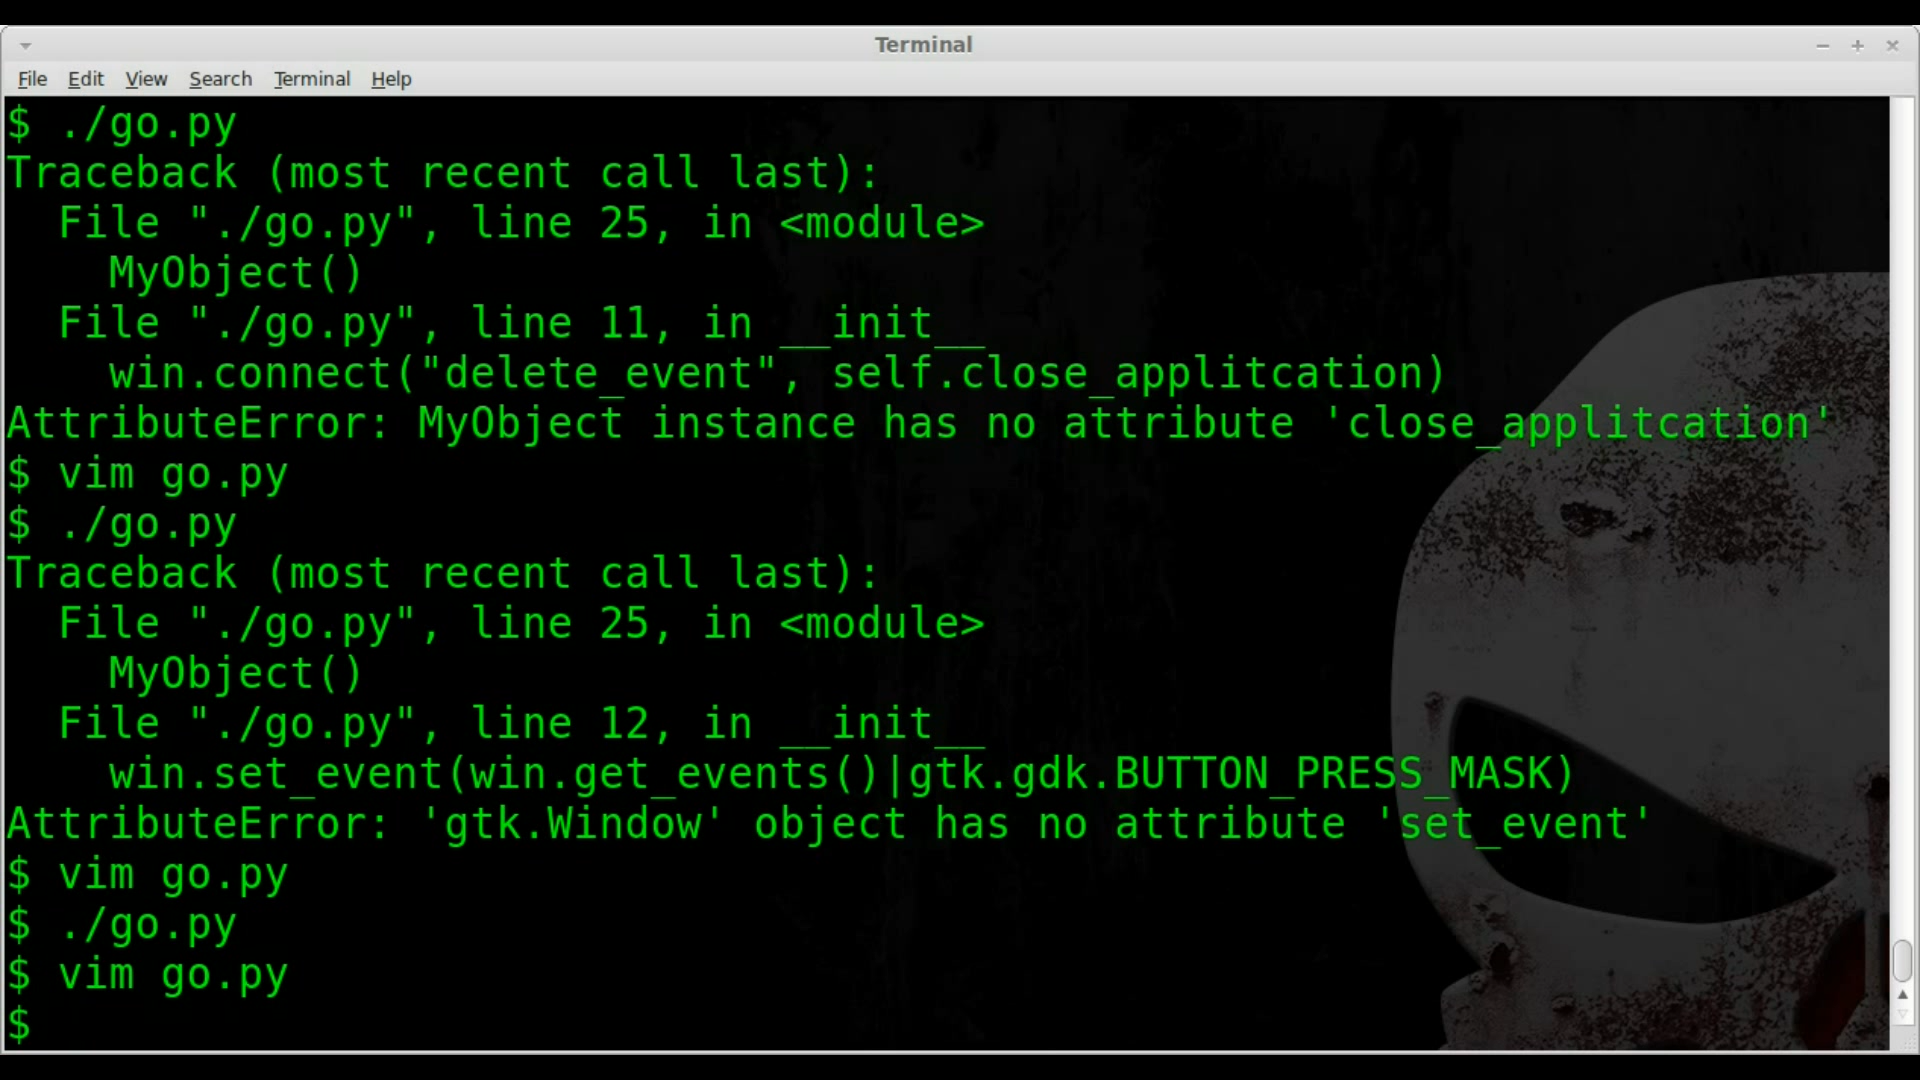 Terminal
File Edit View Search Terminal Help
$ ./go.py
Traceback (most recent call last):
  File "./go.py", line 25, in <module>
    MyObject()
  File "./go.py", line 11, in __init__
    win.connect("delete_event", self.close_applitcation)
AttributeError: MyObject instance has no attribute 'close_applitcation'
$ vim go.py
$ ./go.py
Traceback (most recent call last):
  File "./go.py", line 25, in <module>
    MyObject()
  File "./go.py", line 12, in __init__
    win.set_event(win.get_events()|gtk.gdk.BUTTON_PRESS_MASK)
AttributeError: 'gtk.Window' object has no attribute 'set_event'
$ vim go.py
$ ./go.py
$ vim go.py
$